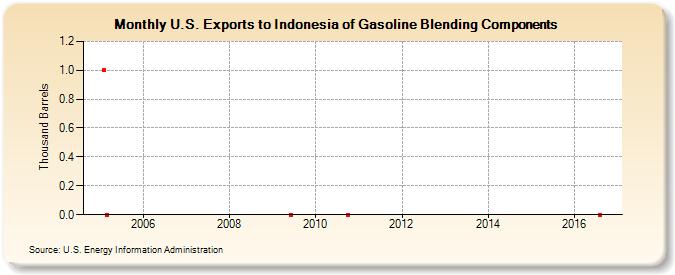 Monthly U.S. Exports to Indonesia of Gasoline Blending Components
Thousand Barrels
1.2
1.0
0.8
0.6
0.4
0.2
0.0
2006 2008 2010 2012 2014 2016
Source: U.S. Energy Information Administration